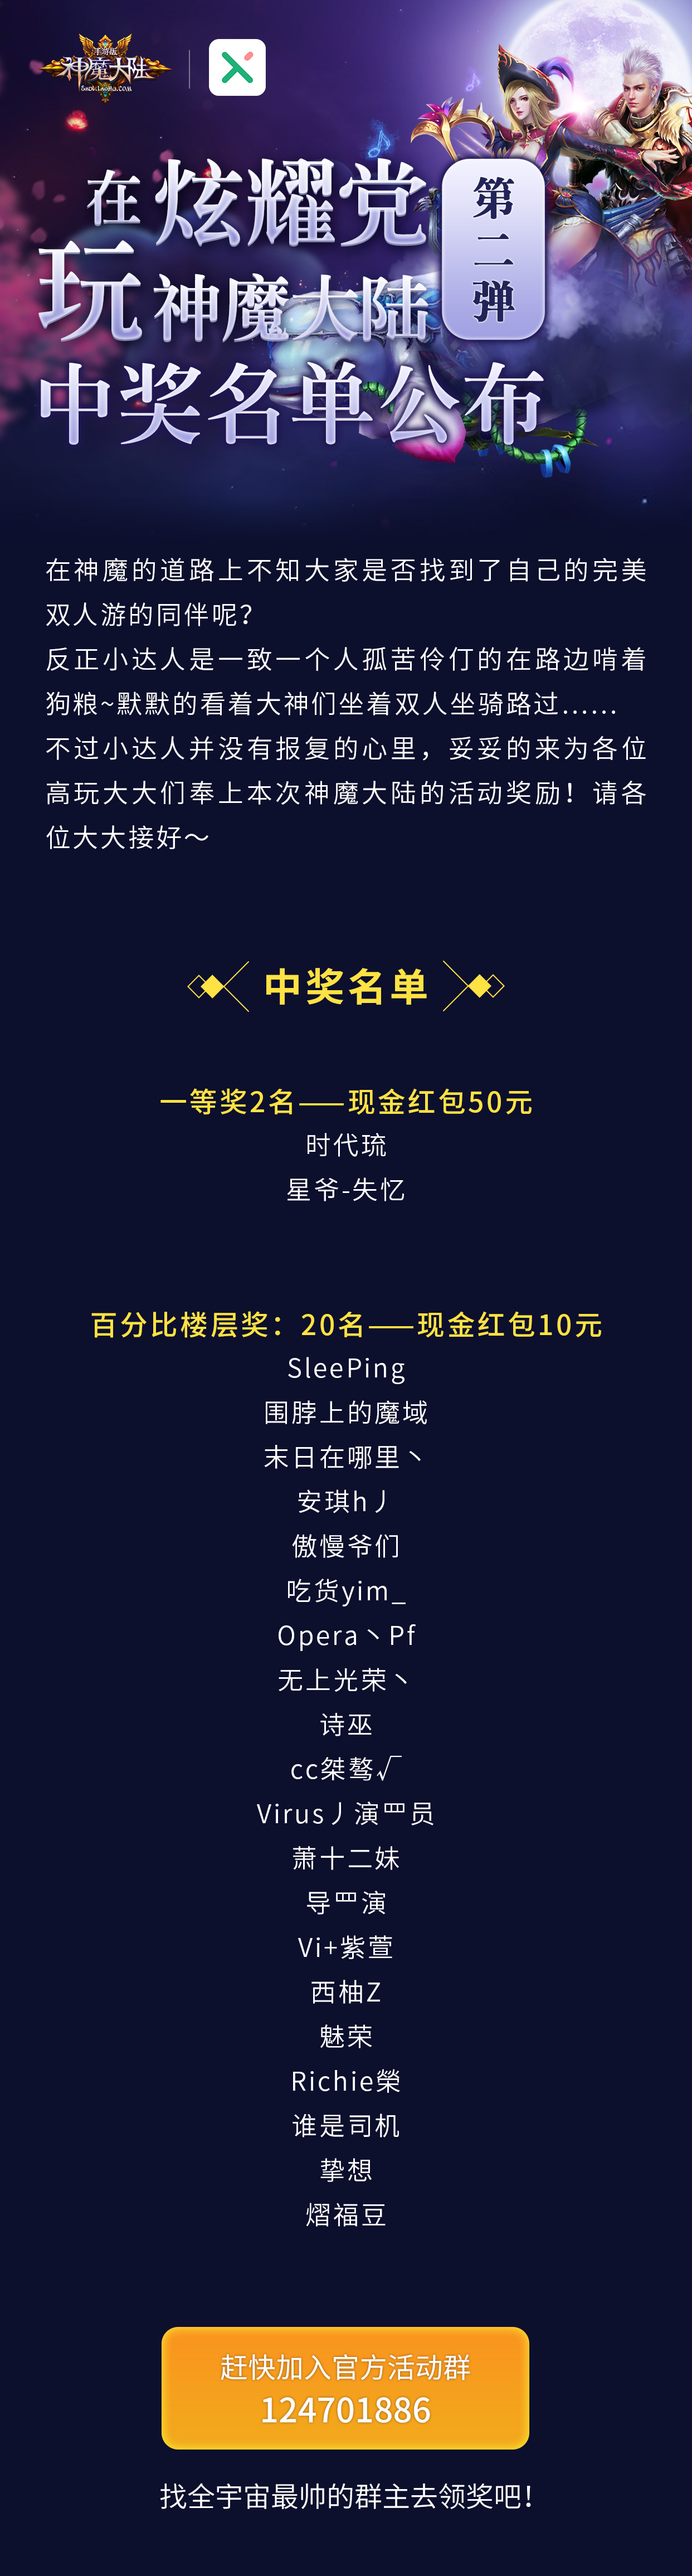 手游版
神魔大陆
在炫耀党
第二弹
玩神魔大陆
中奖名单公布
在神魔的道路上不知大家是否找到了自己的完美
双人游的同伴呢？
反正小达人是一致一个人孤苦伶仃的在路边啃着
狗粮~默默的看着大神们坐着双人坐骑路过……
不过小达人并没有报复的心里，妥妥的来为各位
高玩大大们奉上本次神魔大陆的活动奖励！请各
位大大接好～
中奖名单
一等奖2名——现金红包50元
时代琉
星爷-失忆
百分比楼层奖：20名——现金红包10元
SleePing
围脖上的魔域
末日在哪里丶
安琪h丿
傲慢爷们
吃货yim_
Opera丶Pf
无上光荣丶
诗巫
cc桀骜√
Virus丿演罒员
萧十二妹
导罒演
Vi+紫萱
西柚Z
魅荣
Richie榮
谁是司机
挚想
熠福豆
赶快加入官方活动群
124701886
找全宇宙最帅的群主去领奖吧！